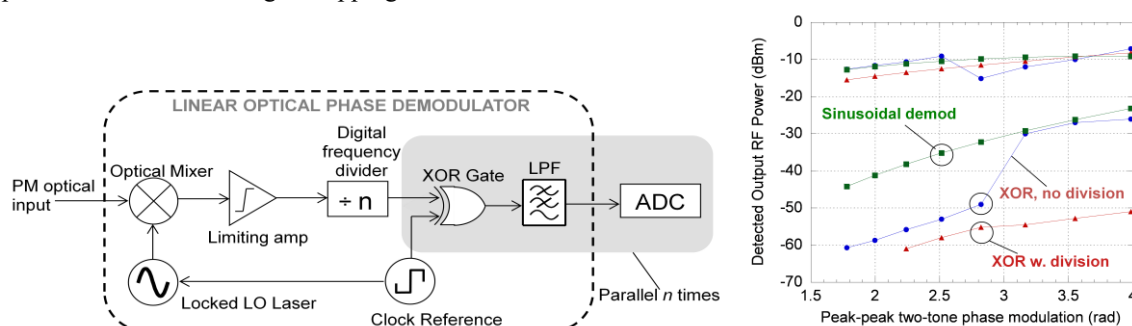 LINEAR OPTICAL PHASE DEMODULATOR
PM optical
input
Optical Mixer
Limiting amp
Digital
frequency
divider
÷ n
XOR Gate
LPF
ADC
Locked LO Laser
Clock Reference
Parallel n times
Detected Output RF Power (dBm)
0
-10
-20
-30
-40
-50
-60
-70
Sinusoidal demod
XOR, no division
XOR w. division
1.5 2 2.5 3 3.5 4
Peak-peak two-tone phase modulation (rad)